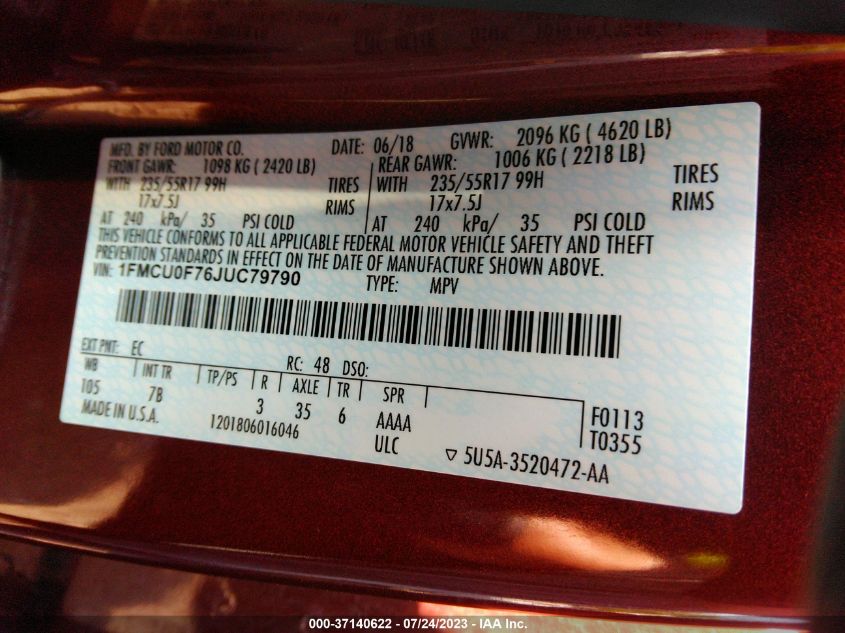 MFD. BY FORD MOTOR CO. DATE: 06/18 GVWR: 2096 KG ( 4620 LB)
FRONT GAWR: 1098 KG ( 2420 LB) REAR GAWR: 1006 KG ( 2218 LB)
WITH 235/55R17 99H TIRES WITH 235/55R17 99H TIRES
17x7.5J RIMS 17x7.5J RIMS
AT 240 kPa/ 35 PSI COLD AT 240 kPa/ 35 PSI COLD
THIS VEHICLE CONFORMS TO ALL APPLICABLE FEDERAL MOTOR VEHICLE SAFETY AND THEFT
PREVENTION STANDARDS IN EFFECT ON THE DATE OF MANUFACTURE SHOWN ABOVE.
VIN: 1FMCU0F76JUC79790 TYPE: MPV
EXT PNT: EC RC: 48 DSO:
WB INT TR TP/PS R AXLE TR SPR
105 7B 3 35 6 AAAA F0113
MADE IN U.S.A. 1201806016046 ULC T0355
▽ 5U5A-3520472-AA
000-37140622 - 07/24/2023 - IAA Inc.